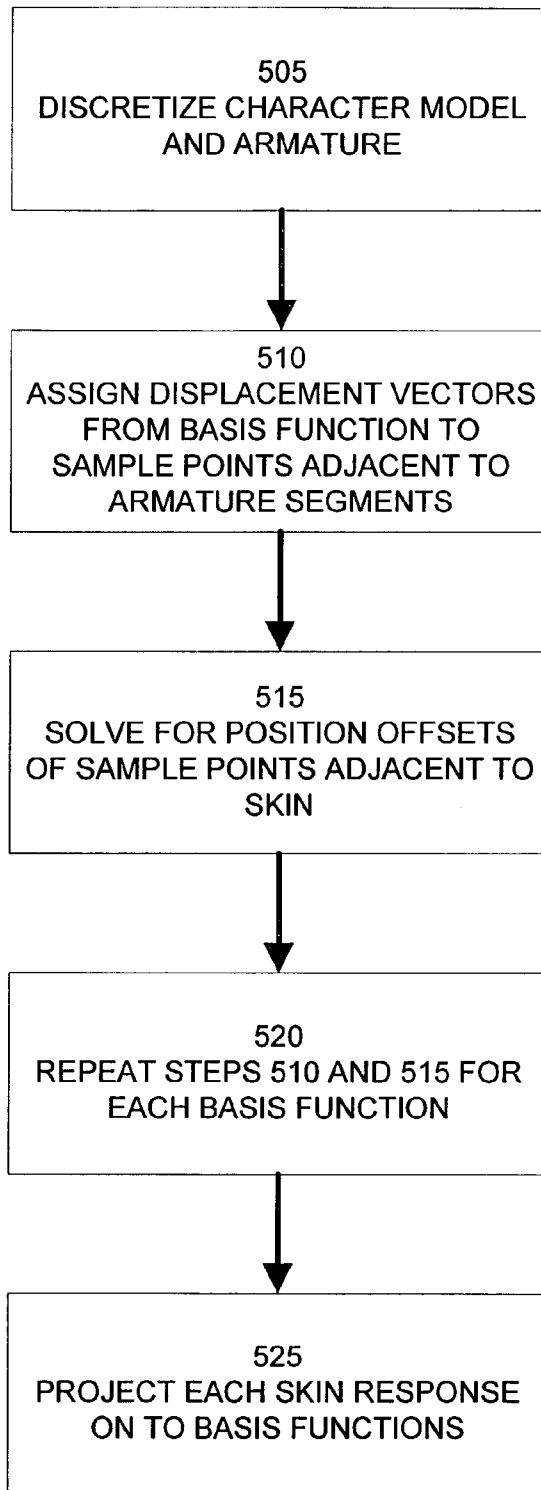 505
DISCRETIZE CHARACTER MODEL
AND ARMATURE
510
ASSIGN DISPLACEMENT VECTORS
FROM BASIS FUNCTION TO
SAMPLE POINTS ADJACENT TO
ARMATURE SEGMENTS
515
SOLVE FOR POSITION OFFSETS
OF SAMPLE POINTS ADJACENT TO
SKIN
520
REPEAT STEPS 510 AND 515 FOR
EACH BASIS FUNCTION
525
PROJECT EACH SKIN RESPONSE
ON TO BASIS FUNCTIONS